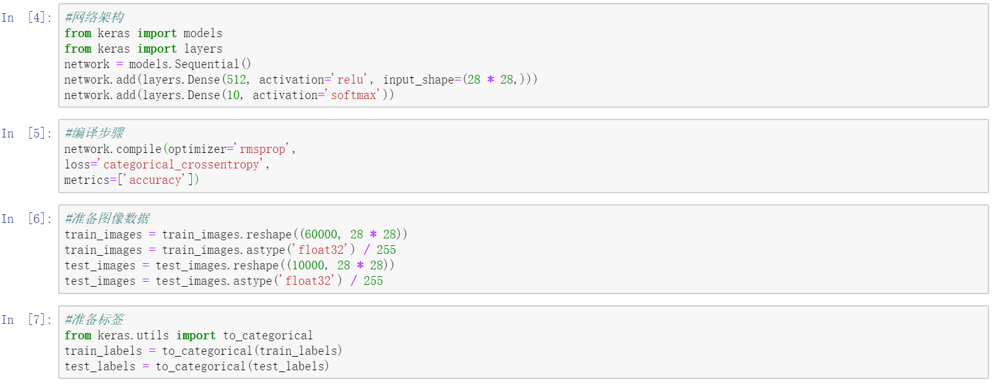 In [4]:
#网络架构
from keras import models
from keras import layers
network = models.Sequential()
network.add(layers.Dense(512, activation='relu', input_shape=(28 * 28,)))
network.add(layers.Dense(10, activation='softmax'))
In [5]:
#编译步骤
network.compile(optimizer='rmsprop',
loss='categorical_crossentropy',
metrics=['accuracy'])
In [6]:
#准备图像数据
train_images = train_images.reshape((60000, 28 * 28))
train_images = train_images.astype('float32') / 255
test_images = test_images.reshape((10000, 28 * 28))
test_images = test_images.astype('float32') / 255
In [7]:
#准备标签
from keras.utils import to_categorical
train_labels = to_categorical(train_labels)
test_labels = to_categorical(test_labels)